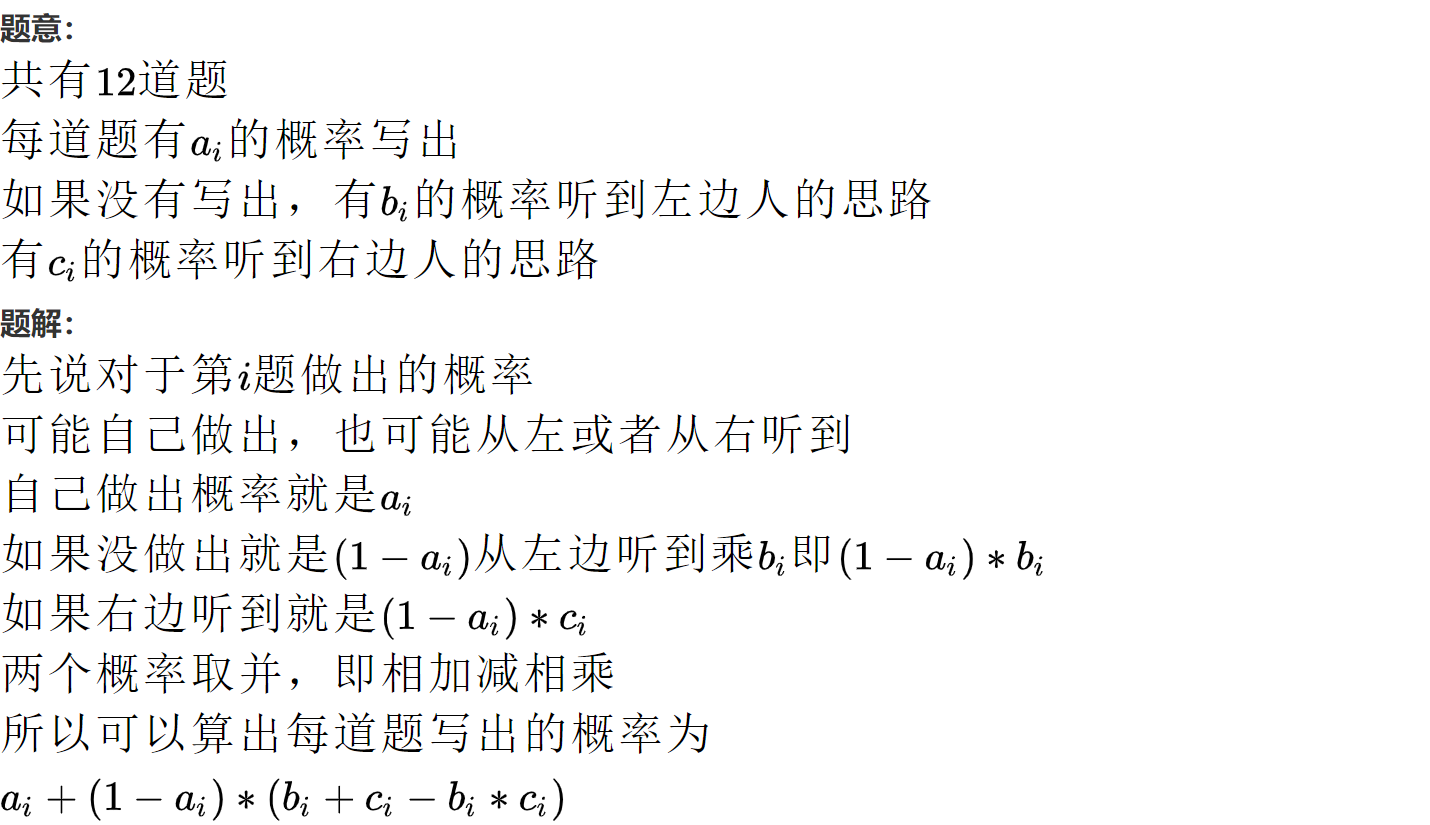 题意：
共有12道题
每道题有$a_i$的概率写出
如果没有写出，有$b_i$的概率听到左边人的思路
有$c_i$的概率听到右边人的思路
题解：
先说对于第$i$题做出的概率
可能自己做出，也可能从左或者从右听到
自己做出概率就是$a_i$
如果没做出就是$(1-a_i)$从左边听到乘$b_i$即$(1-a_i)*b_i$
如果右边听到就是$(1-a_i)*c_i$
两个概率取并，即相加减相乘
所以可以算出每道题写出的概率为
$a_i+(1-a_i)*(b_i+c_i-b_i*c_i)$